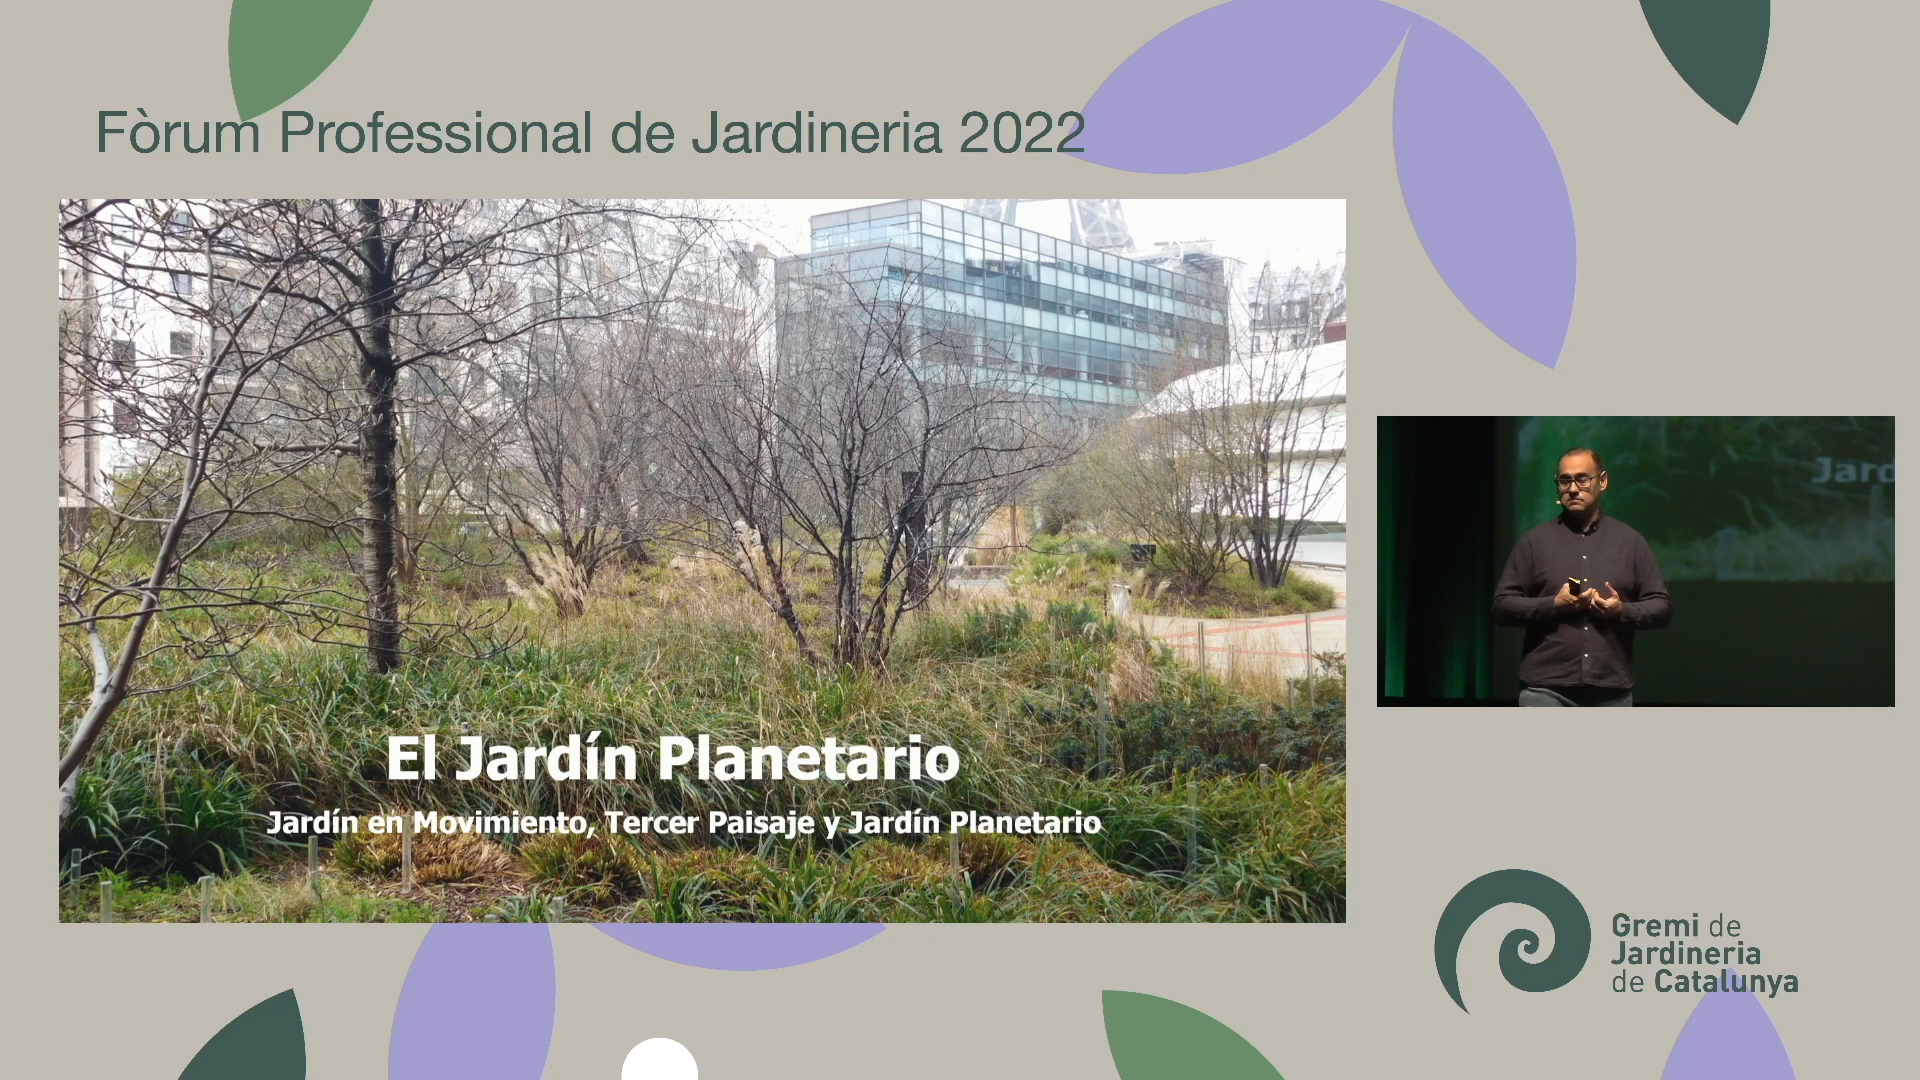 Fòrum Professional de Jardineria 2022
El Jardín Planetario
Jardín en Movimiento, Tercer Paisaje y Jardín Planetario
11
Jard
Gremi de
Jardineria
de Catalunya